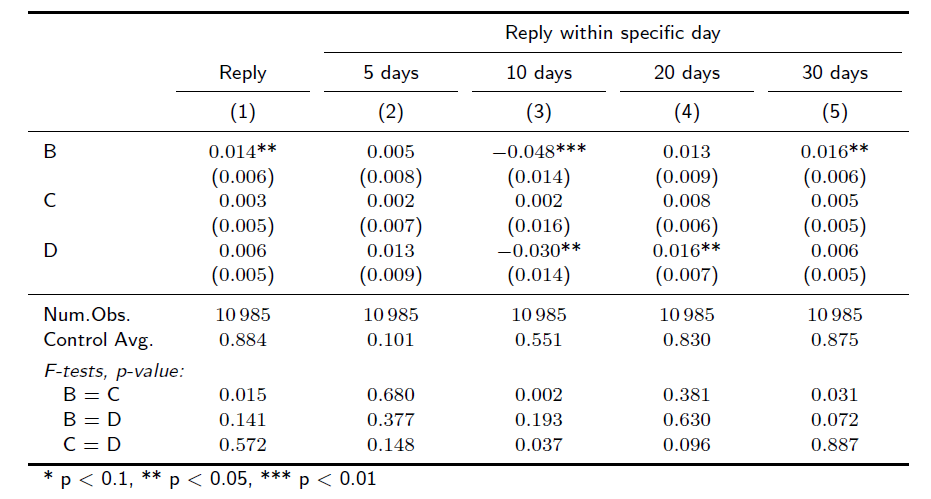 Reply within specific day
Reply 5 days 10 days 20 days 30 days
(1) (2) (3) (4) (5)
B 0.014** 0.005 −0.048*** 0.013 0.016**
(0.006) (0.008) (0.014) (0.009) (0.006)
C 0.003 0.002 0.002 0.008 0.005
(0.005) (0.007) (0.016) (0.006) (0.005)
D 0.006 0.013 −0.030** 0.016** 0.006
(0.005) (0.009) (0.014) (0.007) (0.005)
Num.Obs. 10 985 10 985 10 985 10 985 10 985
Control Avg. 0.884 0.101 0.551 0.830 0.875
F-tests, p-value:
B = C 0.015 0.680 0.002 0.381 0.031
B = D 0.141 0.377 0.193 0.630 0.072
C = D 0.572 0.148 0.037 0.096 0.887
* p < 0.1, ** p < 0.05, *** p < 0.01